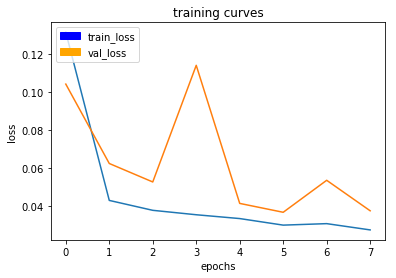 training curves
train_loss
val_loss
0.12
0.10
0.08
0.06
0.04
loss
0 1 2 3 4 5 6 7
epochs